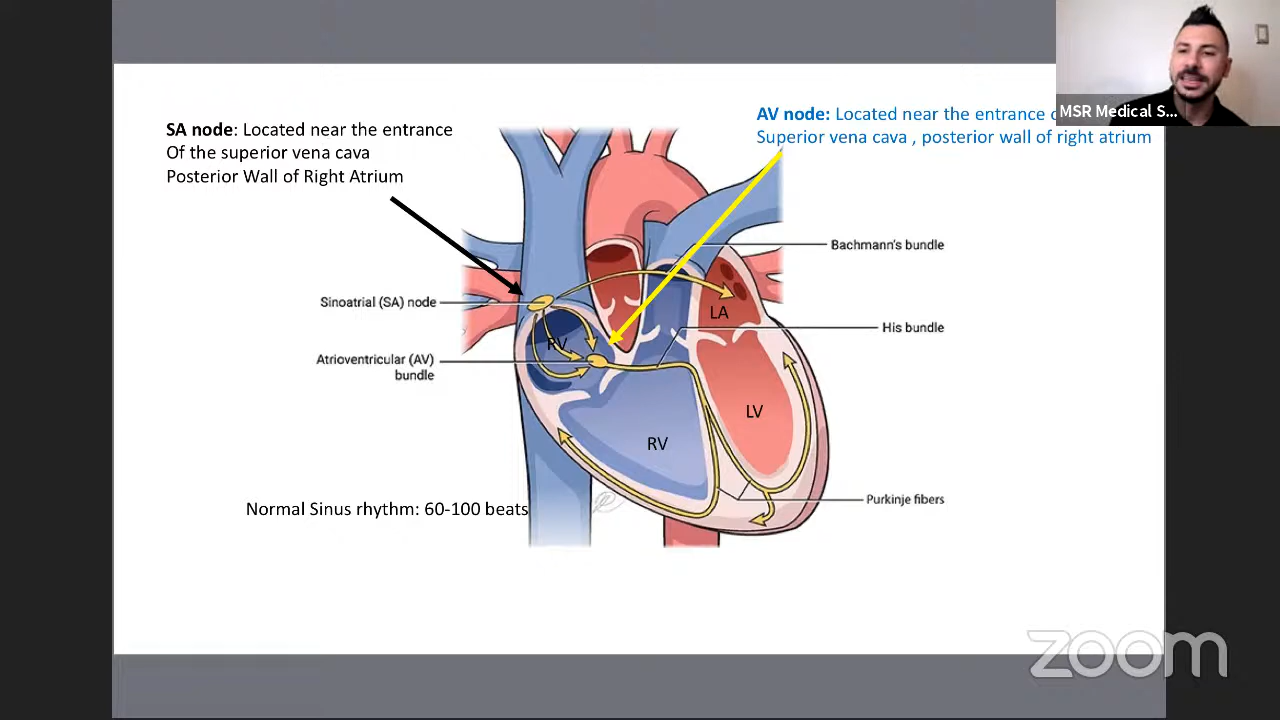 SA node: Located near the entrance
Of the superior vena cava
Posterior Wall of Right Atrium
AV node: Located near the entrance
Superior vena cava , posterior wall of right atrium
MSR Medical S...
Bachmann's bundle
Sinoatrial (SA) node
LA
His bundle
RV
Atrioventricular (AV)
bundle
LV
RV
Purkinje fibers
Normal Sinus rhythm: 60-100 beats
zoom